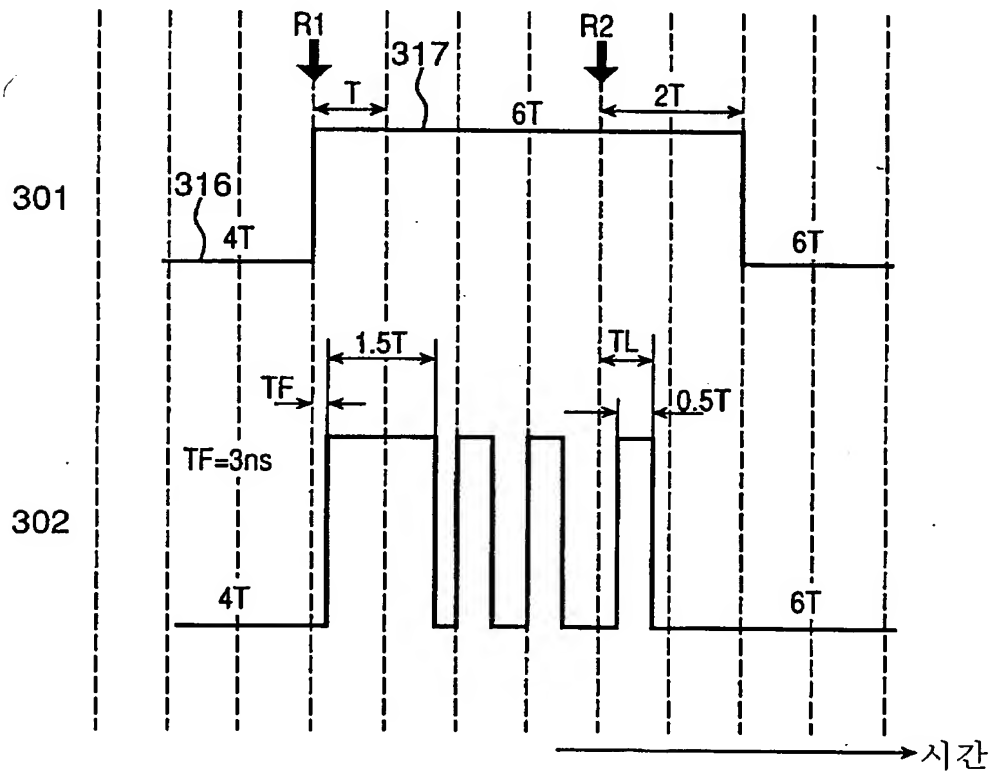 R1
R2
317
T
2T
6T
301
316
4T
6T
1.5T
TL
TF
0.5T
TF=3ns
302
4T
6T
시간